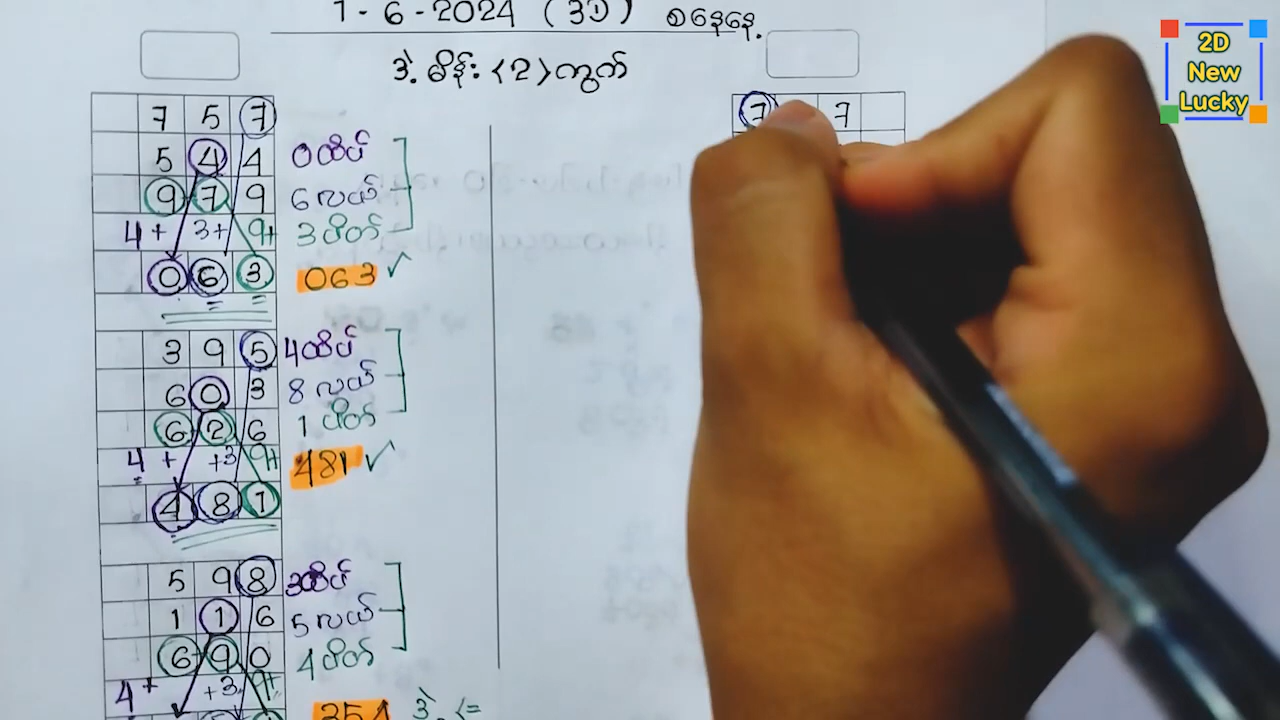 1 - 6 - 2024 (3D) စနေနေ့.
ဒဲ့. မိန်း <2> ကွက်
2D
New
Lucky
7 5 7
5 4 4 0 ထိပ်
9 7 9 6 လယ်
4+ 3+ 9+ 3 ပိတ်
0 6 3 063 ✓
3 9 5 4 ထိပ်
6 0 3 8 လယ်
6 2 6 1 ပိတ်
4 + +3 9+ 481 ✓
4 8 1
5 9 8 3 ထိပ်
1 1 6 5 လယ်
6 9 0 4 ပိတ်
4+ +3 9+
354 ဒဲ့
7 7